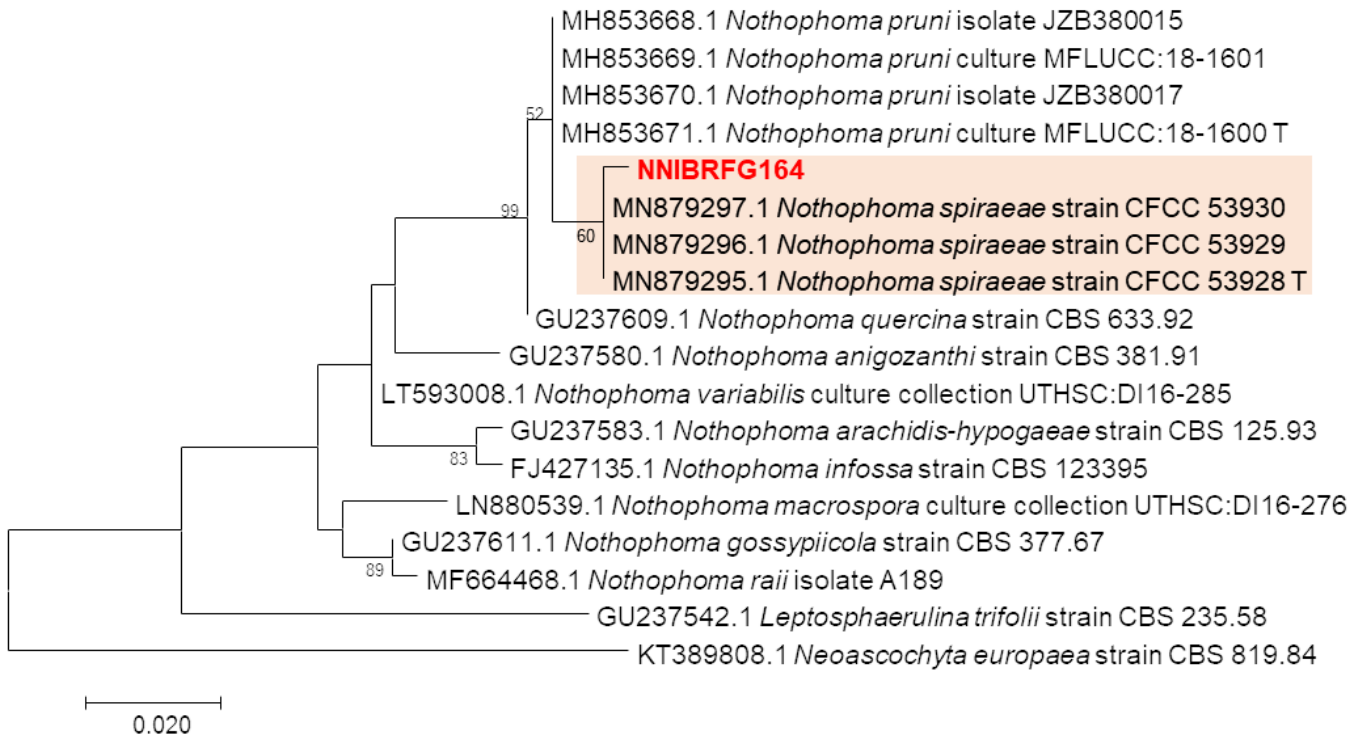 MH853668.1 Nothophoma pruni isolate JZB380015
MH853669.1 Nothophoma pruni culture MFLUCC:18-1601
52
MH853670.1 Nothophoma pruni isolate JZB380017
MH853671.1 Nothophoma pruni culture MFLUCC:18-1600 T
NNIBRFG164
99
MN879297.1 Nothophoma spiraeae strain CFCC 53930
60
MN879296.1 Nothophoma spiraeae strain CFCC 53929
MN879295.1 Nothophoma spiraeae strain CFCC 53928 T
GU237609.1 Nothophoma quercina strain CBS 633.92
GU237580.1 Nothophoma anigozanthi strain CBS 381.91
LT593008.1 Nothophoma variabilis culture collection UTHSC:DI16-285
GU237583.1 Nothophoma arachidis-hypogaeae strain CBS 125.93
83
FJ427135.1 Nothophoma infossa strain CBS 123395
LN880539.1 Nothophoma macrospora culture collection UTHSC:DI16-276
GU237611.1 Nothophoma gossypiicola strain CBS 377.67
89
MF664468.1 Nothophoma raii isolate A189
GU237542.1 Leptosphaerulina trifolii strain CBS 235.58
KT389808.1 Neoascochyta europaea strain CBS 819.84
0.020